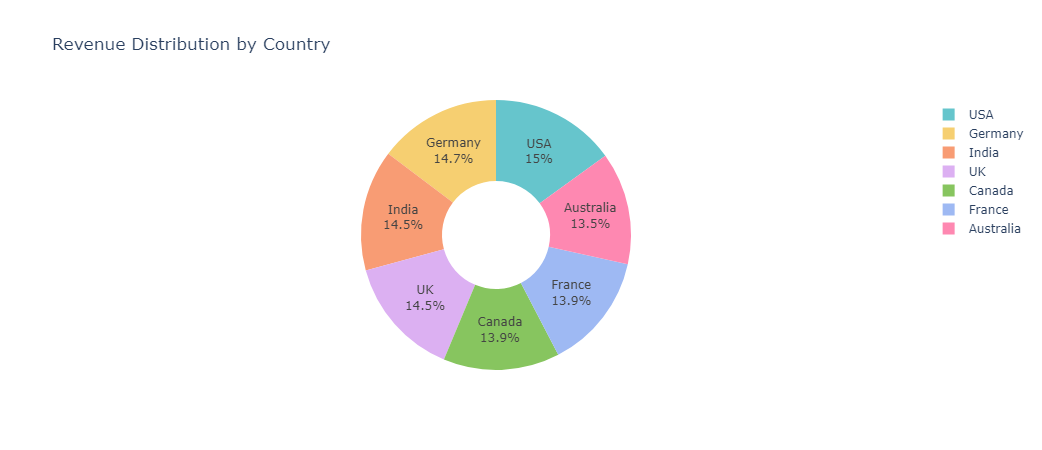 Revenue Distribution by Country
USA
15%
Australia
13.5%
France
13.9%
Canada
13.9%
UK
14.5%
India
14.5%
Germany
14.7%
USA
Germany
India
UK
Canada
France
Australia